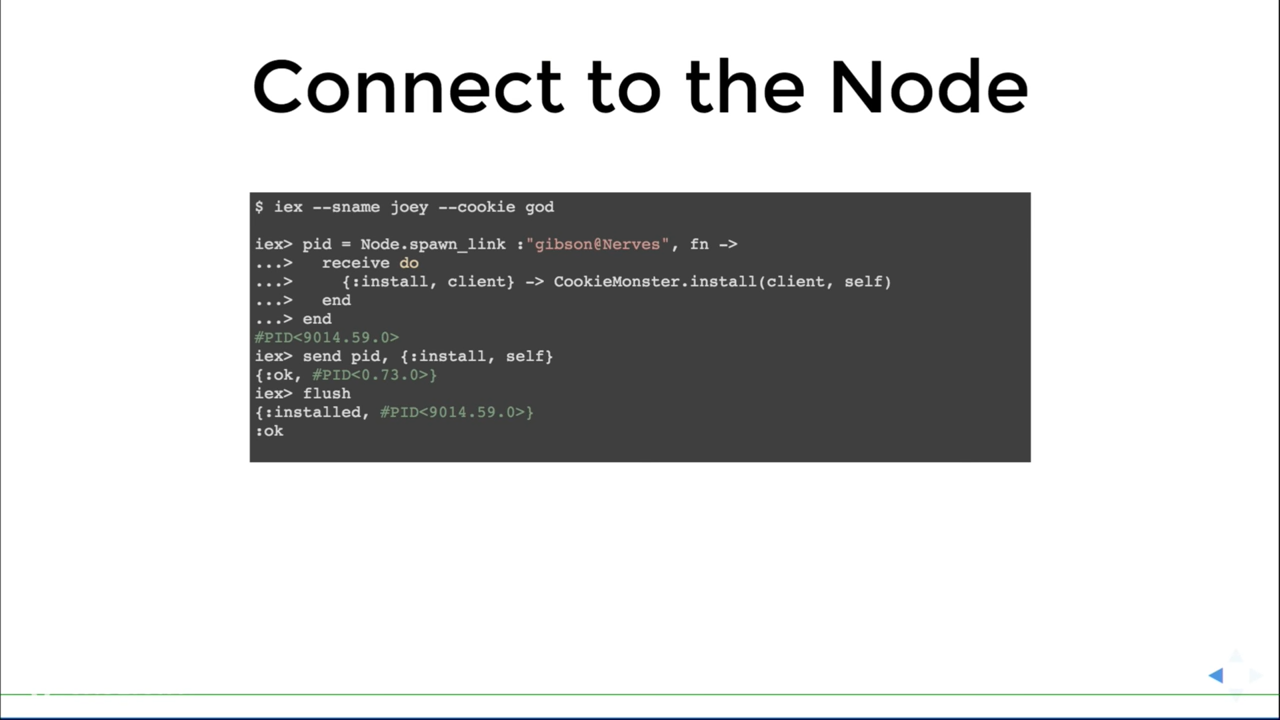 Connect to the Node
$ iex --sname joey --cookie god
iex> pid = Node.spawn_link :"gibson@Nerves", fn ->
...>   receive do
...>     {:install, client} -> CookieMonster.install(client, self)
...>   end
...> end
#PID<9014.59.0>
iex> send pid, {:install, self}
{:ok, #PID<0.73.0>}
iex> flush
{:installed, #PID<9014.59.0>}
:ok